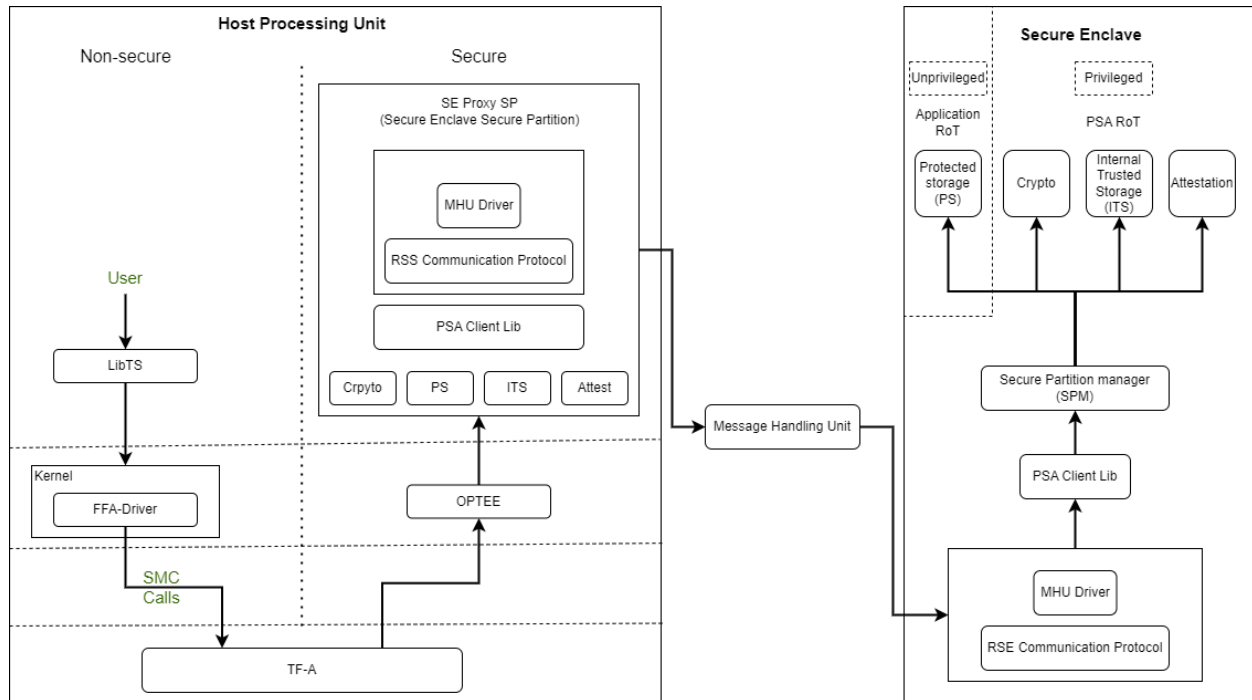 Host Processing Unit
Non-secure
Secure
SE Proxy SP
(Secure Enclave Secure Partition)
MHU Driver
RSS Communication Protocol
PSA Client Lib
Crpyto
PS
ITS
Attest
User
LibTS
Kernel
FFA-Driver
OPTEE
SMC
Calls
TF-A
Message Handling Unit
Secure Enclave
Unprivileged
Privileged
Application
RoT
PSA RoT
Protected
storage
(PS)
Crypto
Internal
Trusted
Storage
(ITS)
Attestation
Secure Partition manager
(SPM)
PSA Client Lib
MHU Driver
RSE Communication Protocol